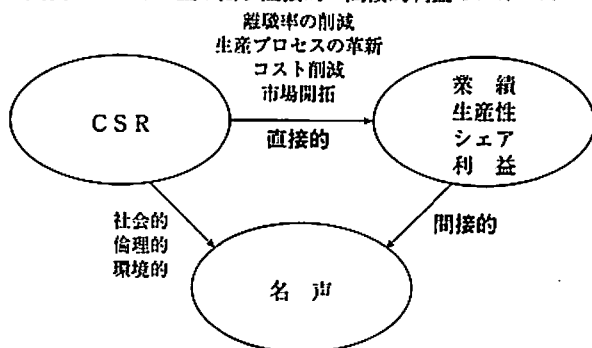 離職率の削減
生産プロセスの革新
コスト削減
市場開拓
CSR
直接的
業 績
生産性
シェア
利 益
社会的
倫理的
環境的
間接的
名 声